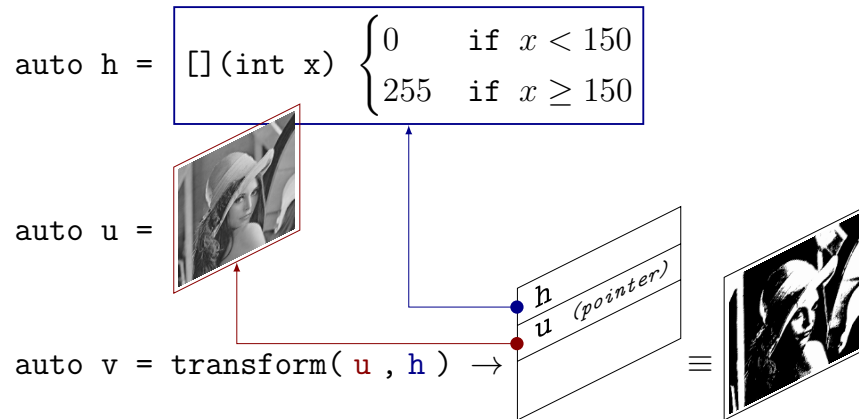 auto h = [](int x) { 0 if x < 150
255 if x ≥ 150
auto u =
h
u (pointer)
auto v = transform( u , h ) → ≡